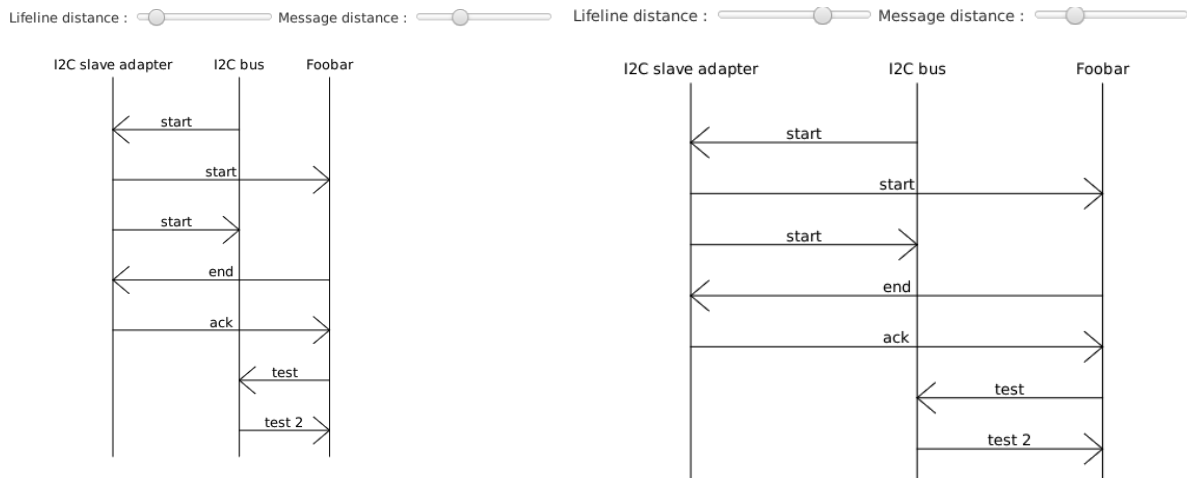 Lifeline distance : Message distance :
I2C slave adapter I2C bus Foobar
start
start
start
end
ack
test
test 2
Lifeline distance : Message distance :
I2C slave adapter I2C bus Foobar
start
start
start
end
ack
test
test 2